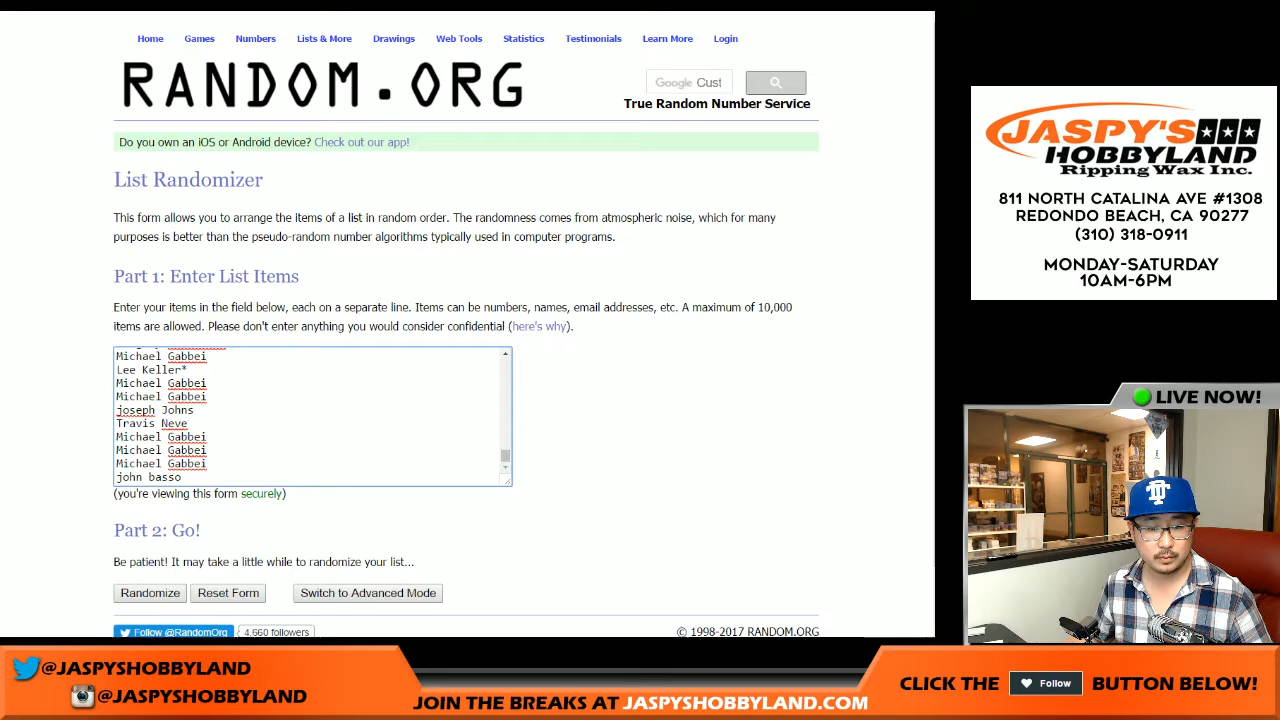 Home Games Numbers Lists & More Drawings Web Tools Statistics Testimonials Learn More Login
RANDOM.ORG
Google Cust
True Random Number Service
Do you own an iOS or Android device? Check out our app!
List Randomizer
This form allows you to arrange the items of a list in random order. The randomness comes from atmospheric noise, which for many
purposes is better than the pseudo-random number algorithms typically used in computer programs.
Part 1: Enter List Items
Enter your items in the field below, each on a separate line. Items can be numbers, names, email addresses, etc. A maximum of 10,000
items are allowed. Please don't enter anything you would consider confidential (here's why).
Michael Gabbei
Lee Keller*
Michael Gabbei
Michael Gabbei
joseph Johns
Travis Neve
Michael Gabbei
Michael Gabbei
Michael Gabbei
john basso
(you're viewing this form securely)
Part 2: Go!
Be patient! It may take a little while to randomize your list...
Randomize Reset Form Switch to Advanced Mode
Follow @RandomOrg 4,660 followers
© 1998-2017 RANDOM.ORG
JASPY'S
HOBBYLAND
Ripping Wax Inc.
811 NORTH CATALINA AVE #1308
REDONDO BEACH, CA 90277
(310) 318-0911
MONDAY-SATURDAY
10AM-6PM
LIVE NOW!
@JASPYSHOBBYLAND
@JASPYSHOBBYLAND
JOIN THE BREAKS AT JASPYSHOBBYLAND.COM
CLICK THE Follow BUTTON BELOW!